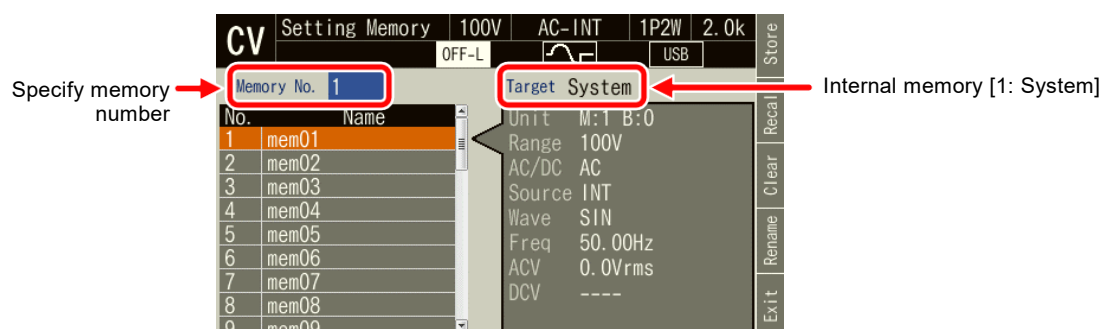 CV Setting Memory 100V AC-INT 1P2W 2.0k
OFF-L USB
Specify memory
number
Memory No. 1
Target System
Internal memory [1: System]
No. Name
1 mem01
2 mem02
3 mem03
4 mem04
5 mem05
6 mem06
7 mem07
8 mem08
9 mem09
Unit M:1 B:0
Range 100V
AC/DC AC
Source INT
Wave SIN
Freq 50.00Hz
ACV 0.0Vrms
DCV ----
Store
Recal
Clear
Rename
Exit